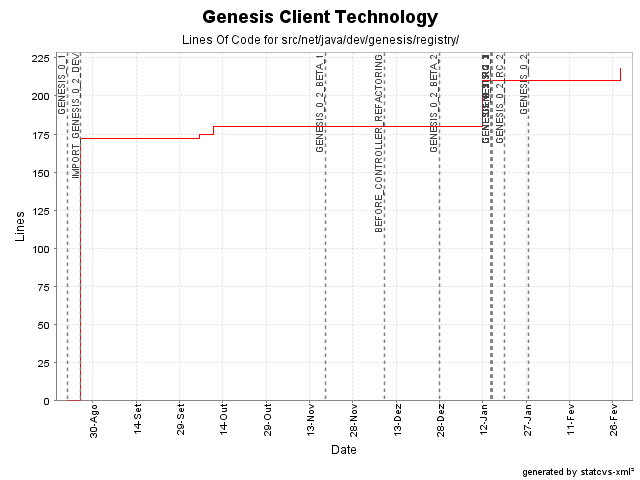 Genesis Client Technology
Lines Of Code for src/net/java/dev/genesis/registry/
Lines
225
200
175
150
125
100
75
50
25
0
GENESIS_0_1
IMPORT_GENESIS_0_2_DEV
GENESIS_0_2_BETA_1
BEFORE_CONTROLLER_REFACTORING
GENESIS_0_2_BETA_2
GENESIS_0_2_RC_2
GENESIS_0_2
30-Ago
14-Set
29-Set
14-Out
29-Out
13-Nov
28-Nov
13-Dez
28-Dez
12-Jan
27-Jan
11-Fev
26-Fev
Date
generated by statcvs-xml²